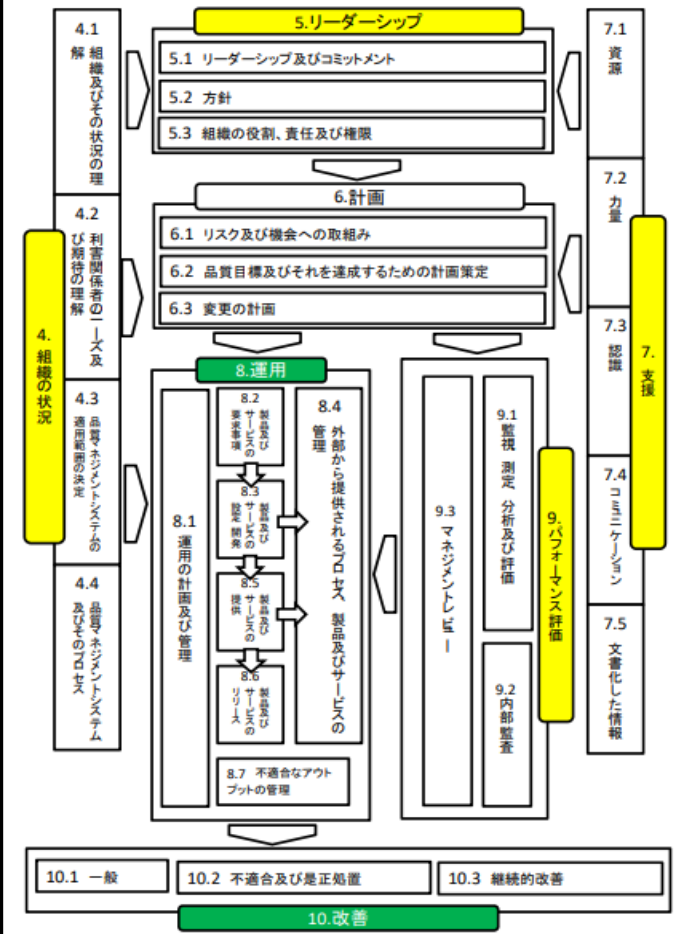 5.リーダーシップ
5.1 リーダーシップ及びコミットメント
5.2 方針
5.3 組織の役割、責任及び権限
6.計画
6.1 リスク及び機会への取組み
6.2 品質目標及びそれを達成するための計画策定
6.3 変更の計画
4.
組織の状況
4.1
組織及びその状況の理
解
4.2
利害関係者のニーズ及
び期待の理解
4.3
品質マネジメントシステムの
適用範囲の決定
4.4
品質マネジメントシステム
及びそのプロセス
8.運用
8.1
運用の計画及び管理
8.2
製品及び
サービスの
要求事項
8.3
製品及び
サービスの
設定 開発
8.5
製品及び
サービスの
提供
8.6
製品及び
サービスの
リリース
8.4
外部から提供されるプロセス、製品及びサービスの
管理
8.7 不適合なアウト
プットの管理
9.3
マネジメントレビュー
9.1
監視 測定 分析及び評価
9.2
内部監査
9.
パフォーマンス評価
7.
支援
7.1
資源
7.2
力量
7.3
認識
7.4
コミュニケーション
7.5
文書化した情報
10.1 一般
10.2 不適合及び是正処置
10.3 継続的改善
10.改善